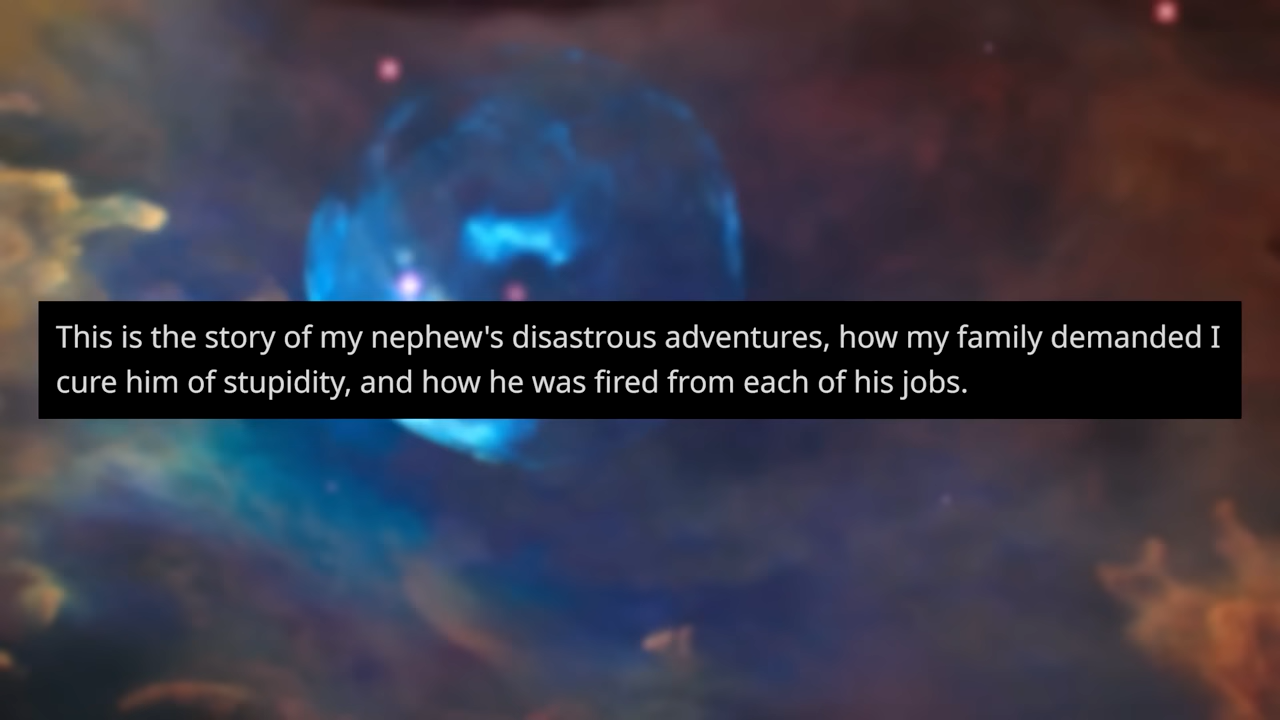 This is the story of my nephew's disastrous adventures, how my family demanded I
cure him of stupidity, and how he was fired from each of his jobs.